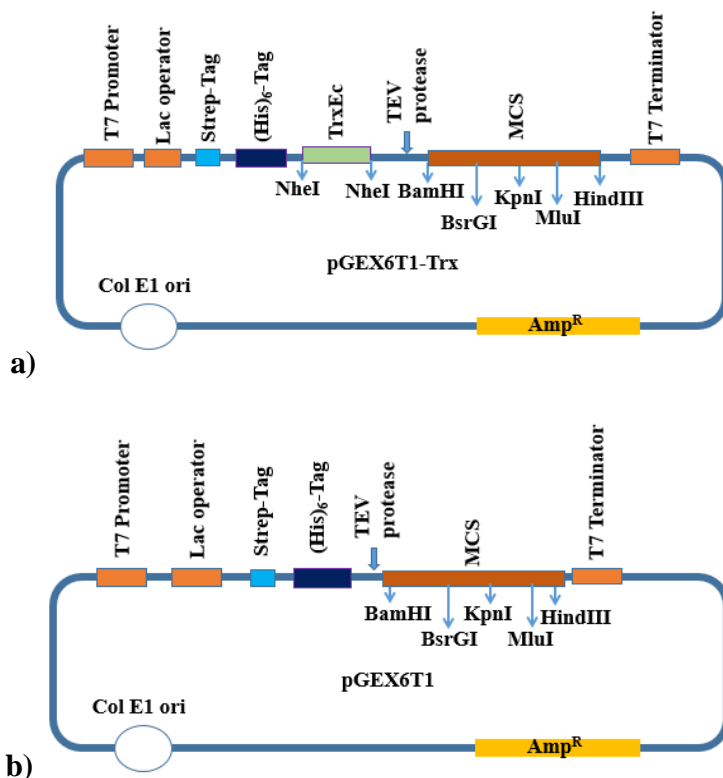 T7 Promoter
Lac operator
Strep-Tag
(His)₆-Tag
TrxEc
TEV
protease
MCS
T7 Terminator
NheI
NheI
BamHI
BsrGI
KpnI
MluI
HindIII
pGEX6T1-Trx
Col E1 ori
Ampᴿ
a)
T7 Promoter
Lac operator
Strep-Tag
(His)₆-Tag
TEV
protease
MCS
T7 Terminator
BamHI
BsrGI
KpnI
MluI
HindIII
pGEX6T1
Col E1 ori
Ampᴿ
b)